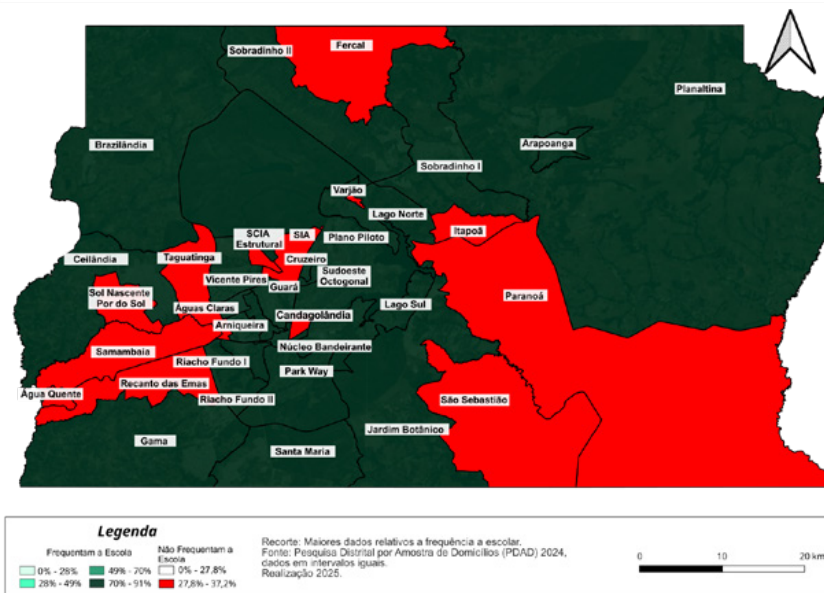 Fercal
Sobradinho II
Planaltina
Brazilândia
Arapoanga
Sobradinho I
Varjão
Lago Norte
Itapoã
SCIA
Estrutural
SIA
Plano Piloto
Ceilândia
Taguatinga
Cruzeiro
Vicente Pires
Sudoeste
Octogonal
Guará
Sol Nascente
Por do Sol
Paranoá
Águas Claras
Lago Sul
Candagolândia
Arniqueira
Núcleo Bandeirante
Samambaia
Riacho Fundo I
Park Way
Recanto das Emas
Água Quente
Riacho Fundo II
São Sebastião
Jardim Botânico
Gama
Santa Maria
Legenda
Frequentam a Escola
Não Frequentam a
Escola
0% - 28%
49% - 70%
0% - 27,8%
28% - 49%
70% - 91%
27,8% - 37,2%
Recorte: Maiores dados relativos a frequência a escolar.
Fonte: Pesquisa Distrital por Amostra de Domicílios (PDAD) 2024,
dados em intervalos iguais.
Realização 2025.
0 10 20 km